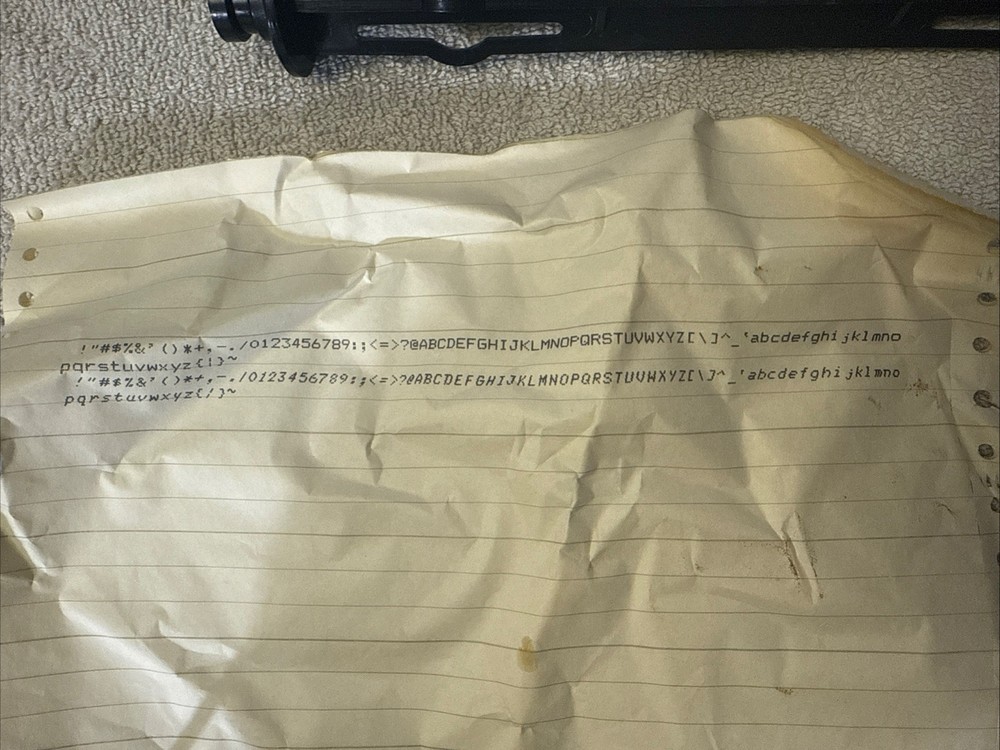 !"#$%&'()*+,-./0123456789:;<=>?@ABCDEFGHIJKLMNOPQRSTUVWXYZ[\]^_`abcdefghijklmno
pqrstuvwxyz{|}~
!"#$%&'()*+,-./0123456789:;<=>?@ABCDEFGHIJKLMNOPQRSTUVWXYZ[\]^_`abcdefghijklmno
pqrstuvwxyz{|}~